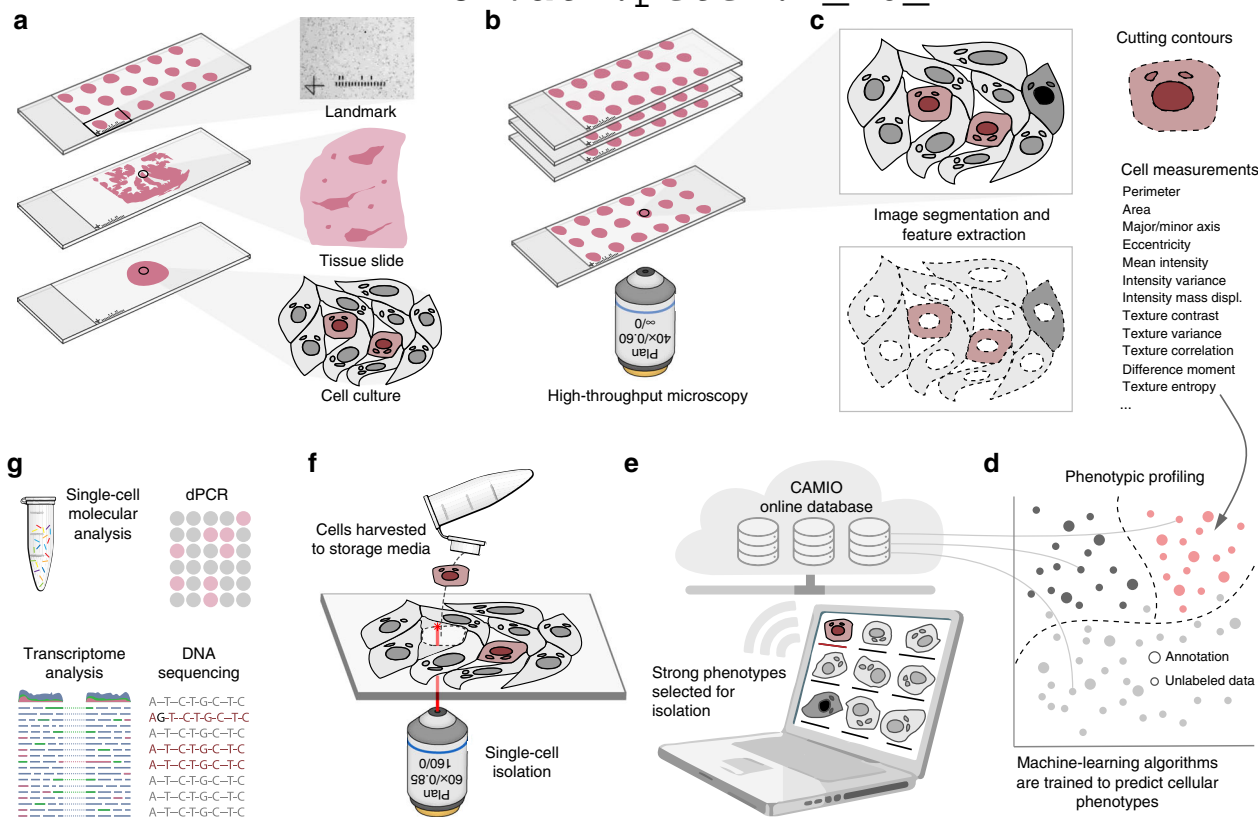 a
Landmark
Tissue slide
Cell culture
b
Plan
40×/0.60
∞/0
High-throughput microscopy
c
Image segmentation and
feature extraction
Cutting contours
Cell measurements
Perimeter
Area
Major/minor axis
Eccentricity
Mean intensity
Intensity variance
Intensity mass displ.
Texture contrast
Texture variance
Texture correlation
Difference moment
Texture entropy
...
g
Single-cell
molecular
analysis
dPCR
Transcriptome
analysis
DNA
sequencing
A–T–C-T-G-C–T-C
AG-T--C-T-G-C-T-C
A–T–C-T-G-C–T-C
A–T–C-T-G-C–T-C
A–T–C-T-G-C–T-C
A–T–C-T-G-C–T-C
A–T–C-T-G-C–T-C
A–T–C-T-G-C–T-C
f
Cells harvested
to storage media
Plan
60×/0.85
160/0
Single-cell
isolation
e
CAMIO
online database
Strong phenotypes
selected for
isolation
d
Phenotypic profiling
Annotation
Unlabeled data
Machine-learning algorithms
are trained to predict cellular
phenotypes